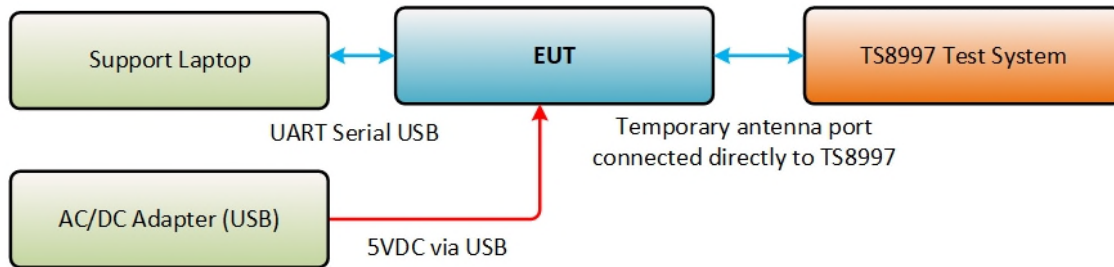 Support Laptop
EUT
TS8997 Test System
UART Serial USB
Temporary antenna port
connected directly to TS8997
AC/DC Adapter (USB)
5VDC via USB